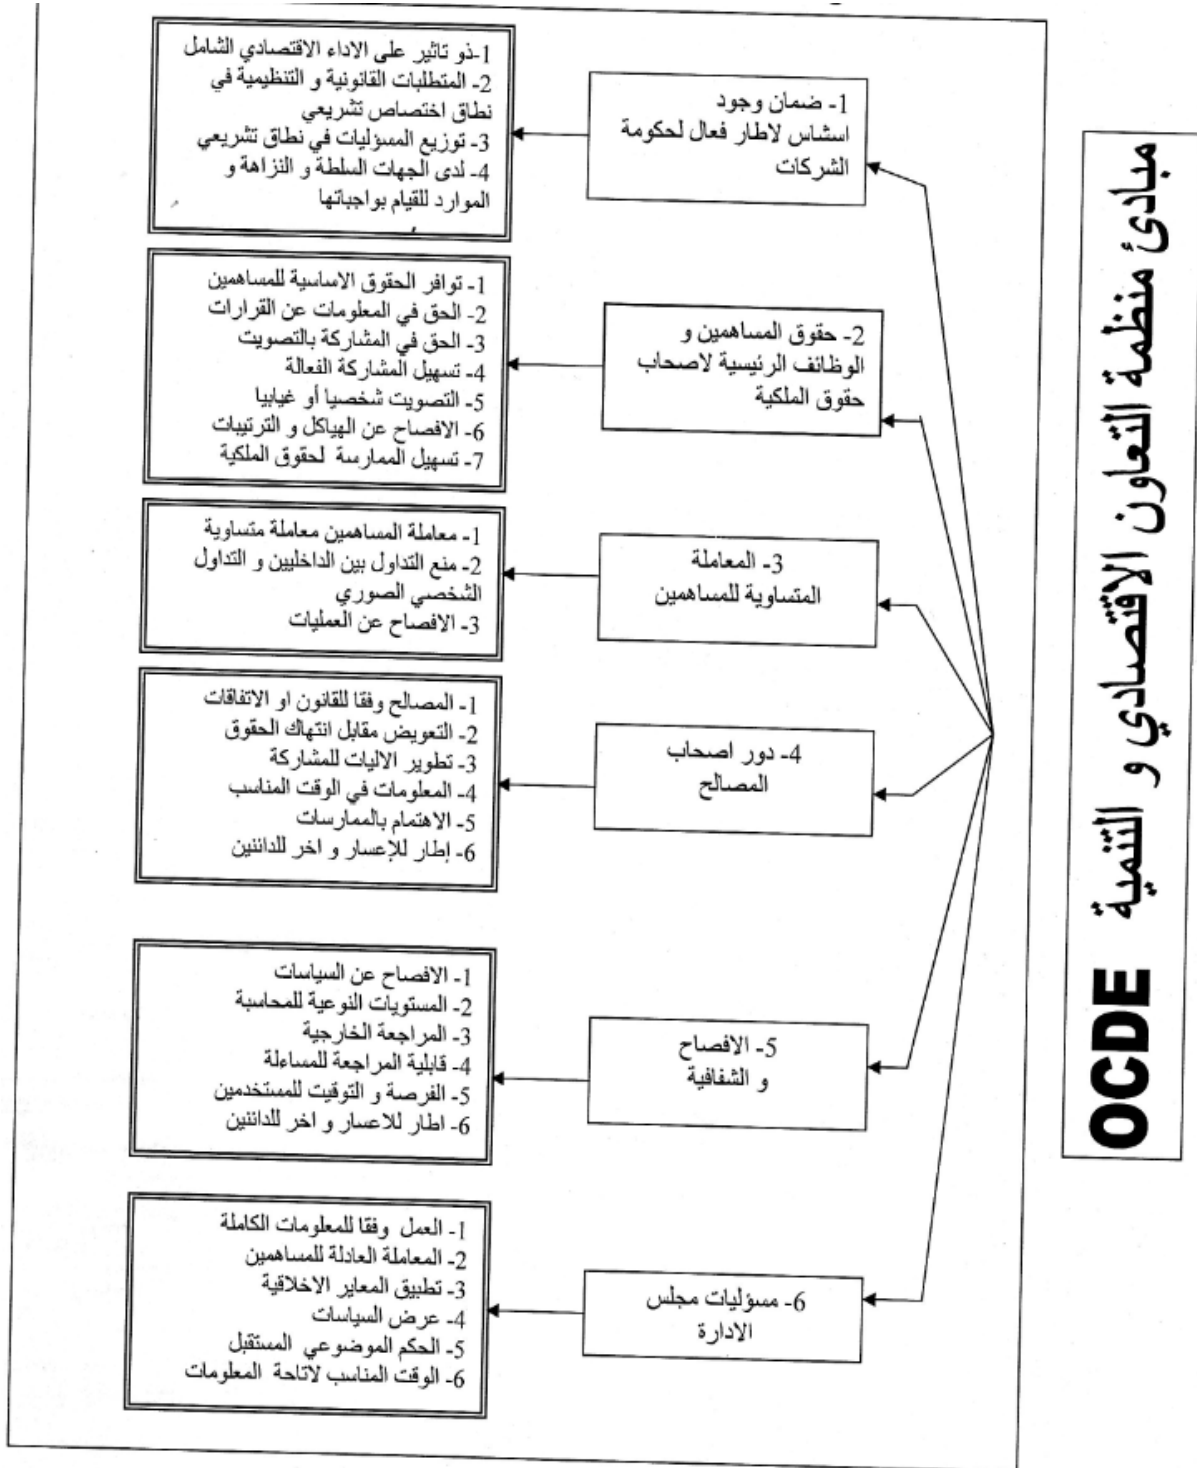 مبادئ منظمة التعاون الاقتصادي و التنمية OCDE
1- ضمان وجود
اسشاس لاطار فعال لحكومة
الشركات
1-ذو تاثير على الاداء الاقتصادي الشامل
2- المتطلبات القانونية و التنظيمية في
نطاق اختصاص تشريعي
3- توزيع المسؤليات في نطاق تشريعي
4- لدى الجهات السلطة و النزاهة و
الموارد للقيام بواجباتها
2- حقوق المساهمين و
الوظائف الرئيسية لاصحاب
حقوق الملكية
1- توافر الحقوق الاساسية للمساهمين
2- الحق في المعلومات عن القرارات
3- الحق في المشاركة بالتصويت
4- تسهيل المشاركة الفعالة
5- التصويت شخصيا أو غيابيا
6- الافصاح عن الهياكل و الترتيبات
7- تسهيل الممارسة لحقوق الملكية
3- المعاملة
المتساوية للمساهمين
1- معاملة المساهمين معاملة متساوية
2- منع التداول بين الداخليين و التداول
الشخصي الصوري
3- الافصاح عن العمليات
4- دور اصحاب
المصالح
1- المصالح وفقا للقانون او الاتفاقات
2- التعويض مقابل انتهاك الحقوق
3- تطوير الاليات للمشاركة
4- المعلومات في الوقت المناسب
5- الاهتمام بالممارسات
6- إطار للإعسار و اخر للدائنين
5- الافصاح
و الشفافية
1- الافصاح عن السياسات
2- المستويات النوعية للمحاسبة
3- المراجعة الخارجية
4- قابلية المراجعة للمساءلة
5- الفرصة و التوقيت للمستخدمين
6- اطار للاعسار و اخر للدائنين
6- مسؤليات مجلس
الادارة
1- العمل وفقا للمعلومات الكاملة
2- المعاملة العادلة للمساهمين
3- تطبيق المعاير الاخلاقية
4- عرض السياسات
5- الحكم الموضوعي المستقبل
6- الوقت المناسب لاتاحة المعلومات